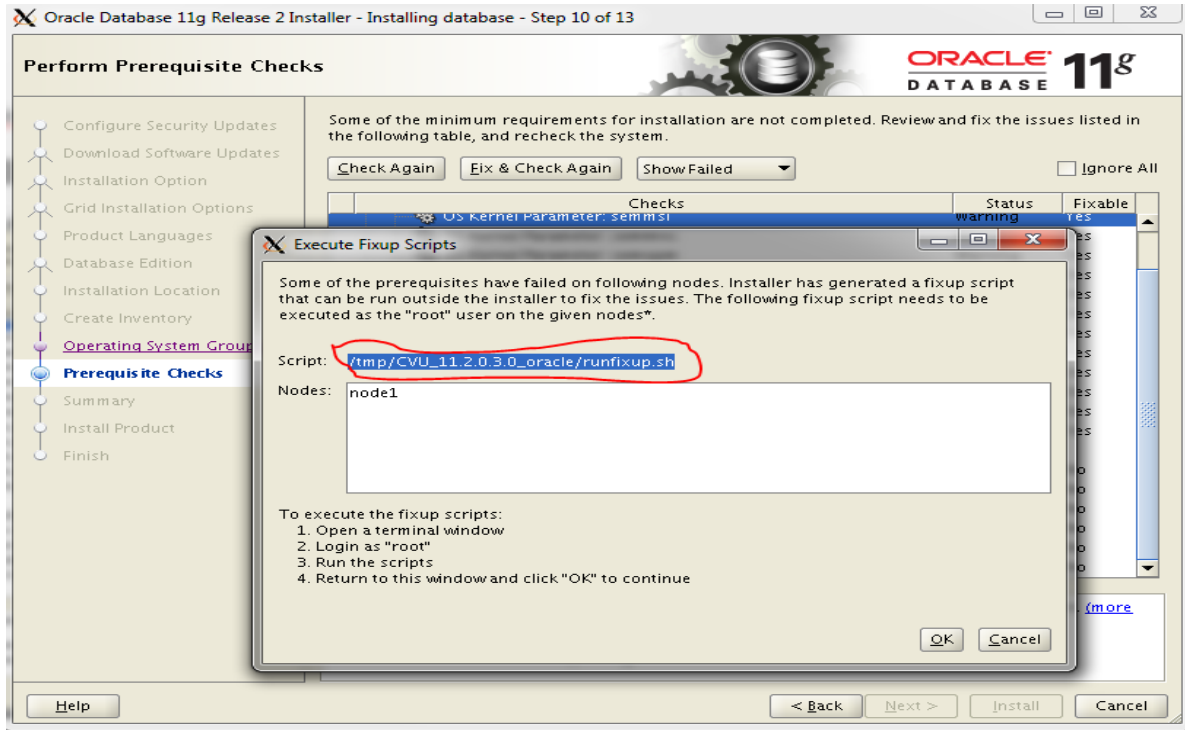 Oracle Database 11g Release 2 Installer - Installing database - Step 10 of 13
Perform Prerequisite Checks
ORACLE
DATABASE
11g
Configure Security Updates
Download Software Updates
Installation Option
Grid Installation Options
Product Languages
Database Edition
Installation Location
Create Inventory
Operating System Group
Prerequisite Checks
Summary
Install Product
Finish
Some of the minimum requirements for installation are not completed. Review and fix the issues listed in
the following table, and recheck the system.
Check Again
Fix & Check Again
Show Failed
Ignore All
Checks Status Fixable
OS Kernel Parameter: semmsl Warning Yes
Execute Fixup Scripts
Some of the prerequisites have failed on following nodes. Installer has generated a fixup script
that can be run outside the installer to fix the issues. The following fixup script needs to be
executed as the "root" user on the given nodes*.
Script: /tmp/CVU_11.2.0.3.0_oracle/runfixup.sh
Nodes: node1
To execute the fixup scripts:
1. Open a terminal window
2. Login as "root"
3. Run the scripts
4. Return to this window and click "OK" to continue
OK
Cancel
(more
Help
< Back
Next >
Install
Cancel